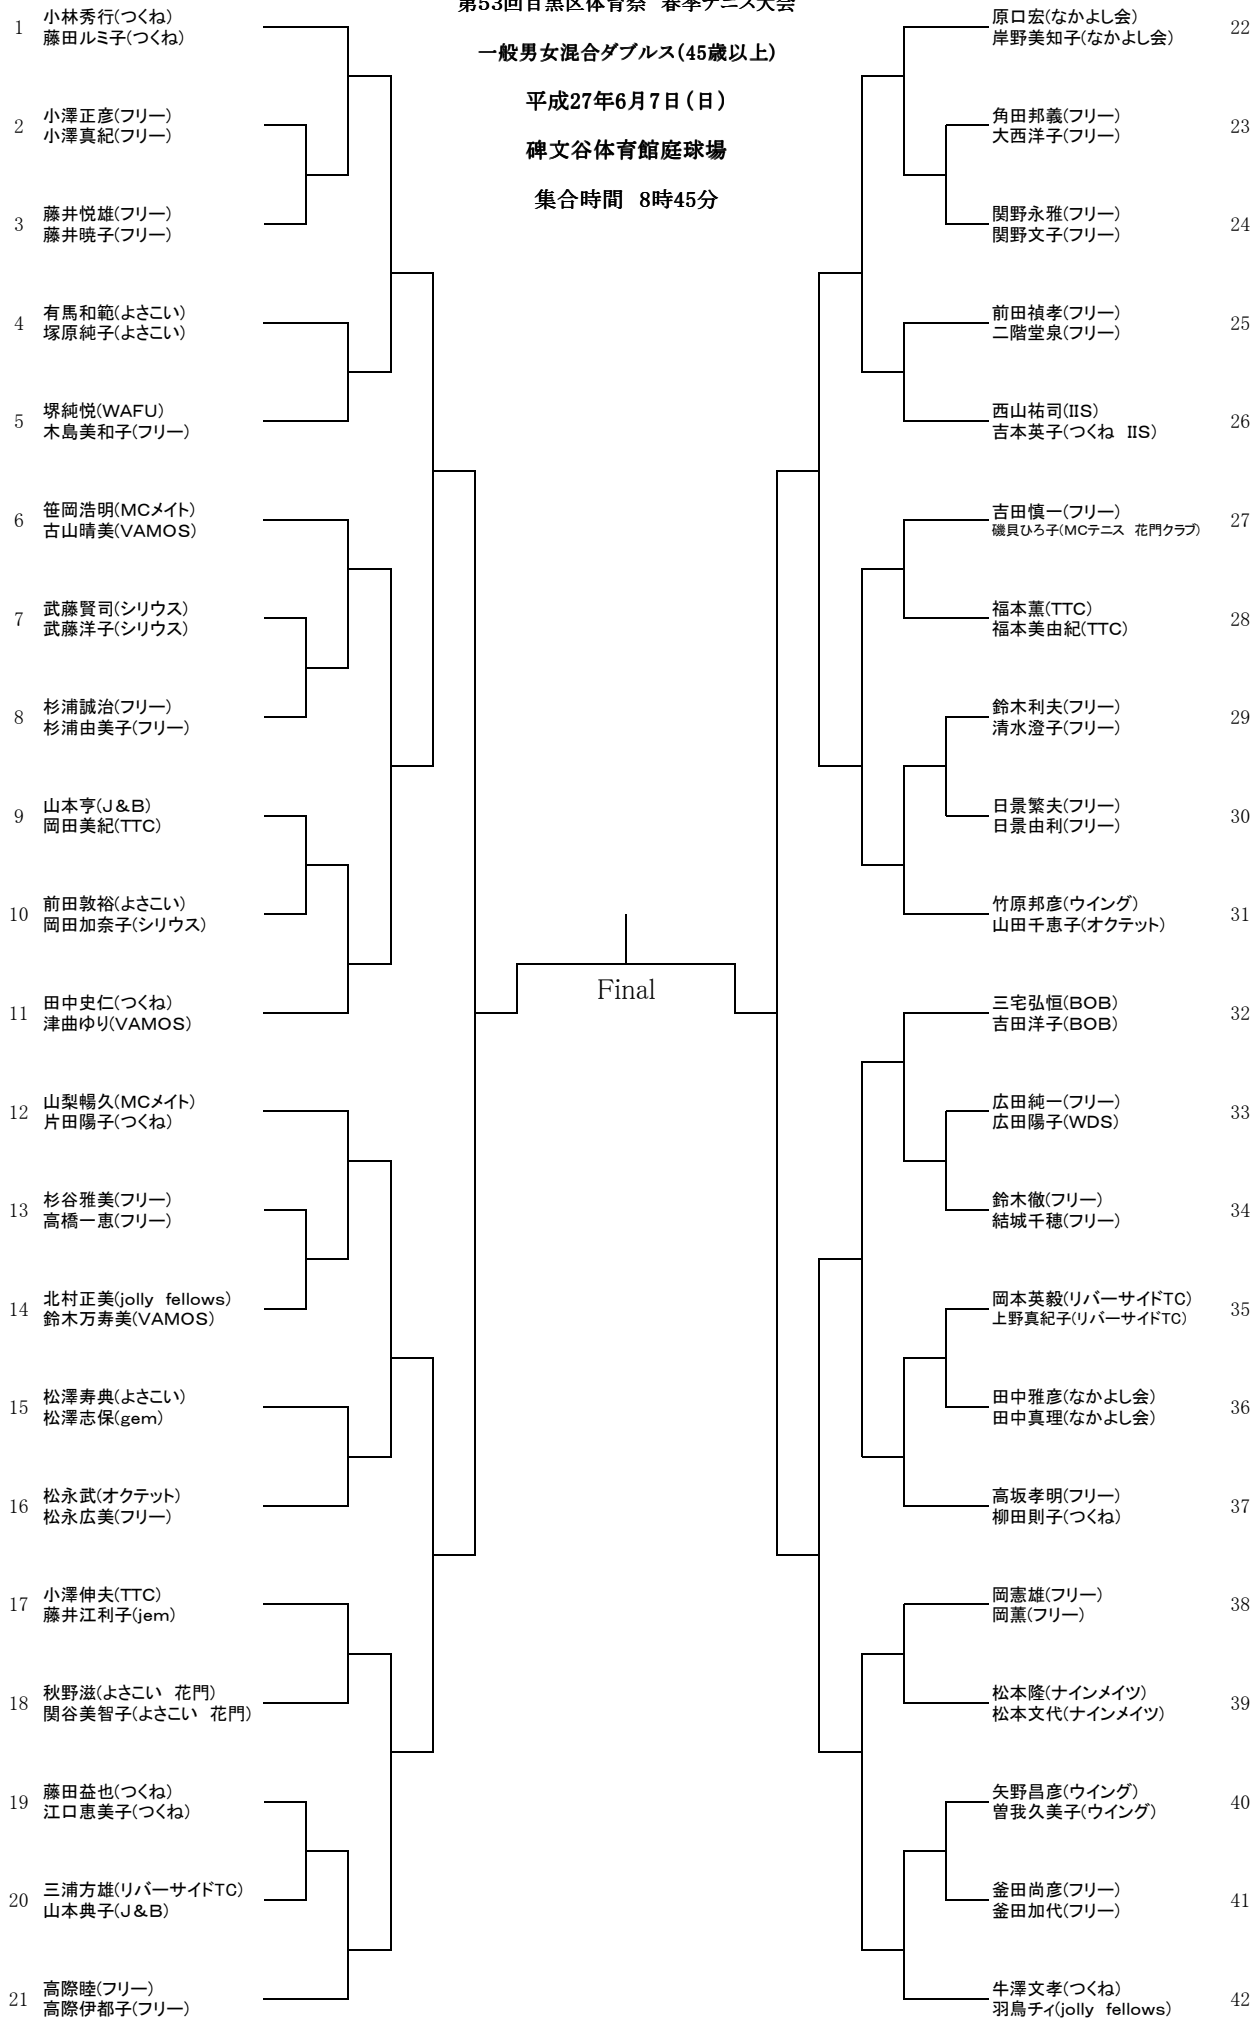 第53回目黒区体育祭 春季テニス大会
一般男女混合ダブルス(45歳以上)
平成27年6月7日(日)
碑文谷体育館庭球場
集合時間 8時45分
1 小林秀行(つくね)
藤田ルミ子(つくね)
2 小澤正彦(フリー)
小澤真紀(フリー)
3 藤井悦雄(フリー)
藤井暁子(フリー)
4 有馬和範(よさこい)
塚原純子(よさこい)
5 堺純悦(WAFU)
木島美和子(フリー)
6 笹岡浩明(MCメイト)
古山晴美(VAMOS)
7 武藤賢司(シリウス)
武藤洋子(シリウス)
8 杉浦誠治(フリー)
杉浦由美子(フリー)
9 山本亨(J&B)
岡田美紀(TTC)
10 前田敦裕(よさこい)
岡田加奈子(シリウス)
11 田中史仁(つくね)
津曲ゆり(VAMOS)
12 山梨暢久(MCメイト)
片田陽子(つくね)
13 杉谷雅美(フリー)
高橋一恵(フリー)
14 北村正美(jolly fellows)
鈴木万寿美(VAMOS)
15 松澤寿典(よさこい)
松澤志保(gem)
16 松永武(オクテット)
松永広美(フリー)
17 小澤伸夫(TTC)
藤井江利子(jem)
18 秋野滋(よさこい 花門)
関谷美智子(よさこい 花門)
19 藤田益也(つくね)
江口恵美子(つくね)
20 三浦方雄(リバーサイドTC)
山本典子(J&B)
21 高際睦(フリー)
高際伊都子(フリー)
Final
原口宏(なかよし会) 22
岸野美知子(なかよし会)
角田邦義(フリー) 23
大西洋子(フリー)
関野永雅(フリー) 24
関野文子(フリー)
前田禎孝(フリー) 25
二階堂泉(フリー)
西山祐司(IIS) 26
吉本英子(つくね IIS)
吉田慎一(フリー) 27
磯貝ひろ子(MCテニス 花門クラブ)
福本薫(TTC) 28
福本美由紀(TTC)
鈴木利夫(フリー) 29
清水澄子(フリー)
日景繁夫(フリー) 30
日景由利(フリー)
竹原邦彦(ウイング) 31
山田千恵子(オクテット)
三宅弘恒(BOB) 32
吉田洋子(BOB)
広田純一(フリー) 33
広田陽子(WDS)
鈴木徹(フリー) 34
結城千穂(フリー)
岡本英毅(リバーサイドTC) 35
上野真紀子(リバーサイドTC)
田中雅彦(なかよし会) 36
田中真理(なかよし会)
高坂孝明(フリー) 37
柳田則子(つくね)
岡憲雄(フリー) 38
岡薫(フリー)
松本隆(ナインメイツ) 39
松本文代(ナインメイツ)
矢野昌彦(ウイング) 40
曽我久美子(ウイング)
釜田尚彦(フリー) 41
釜田加代(フリー)
牛澤文孝(つくね) 42
羽鳥チイ(jolly fellows)